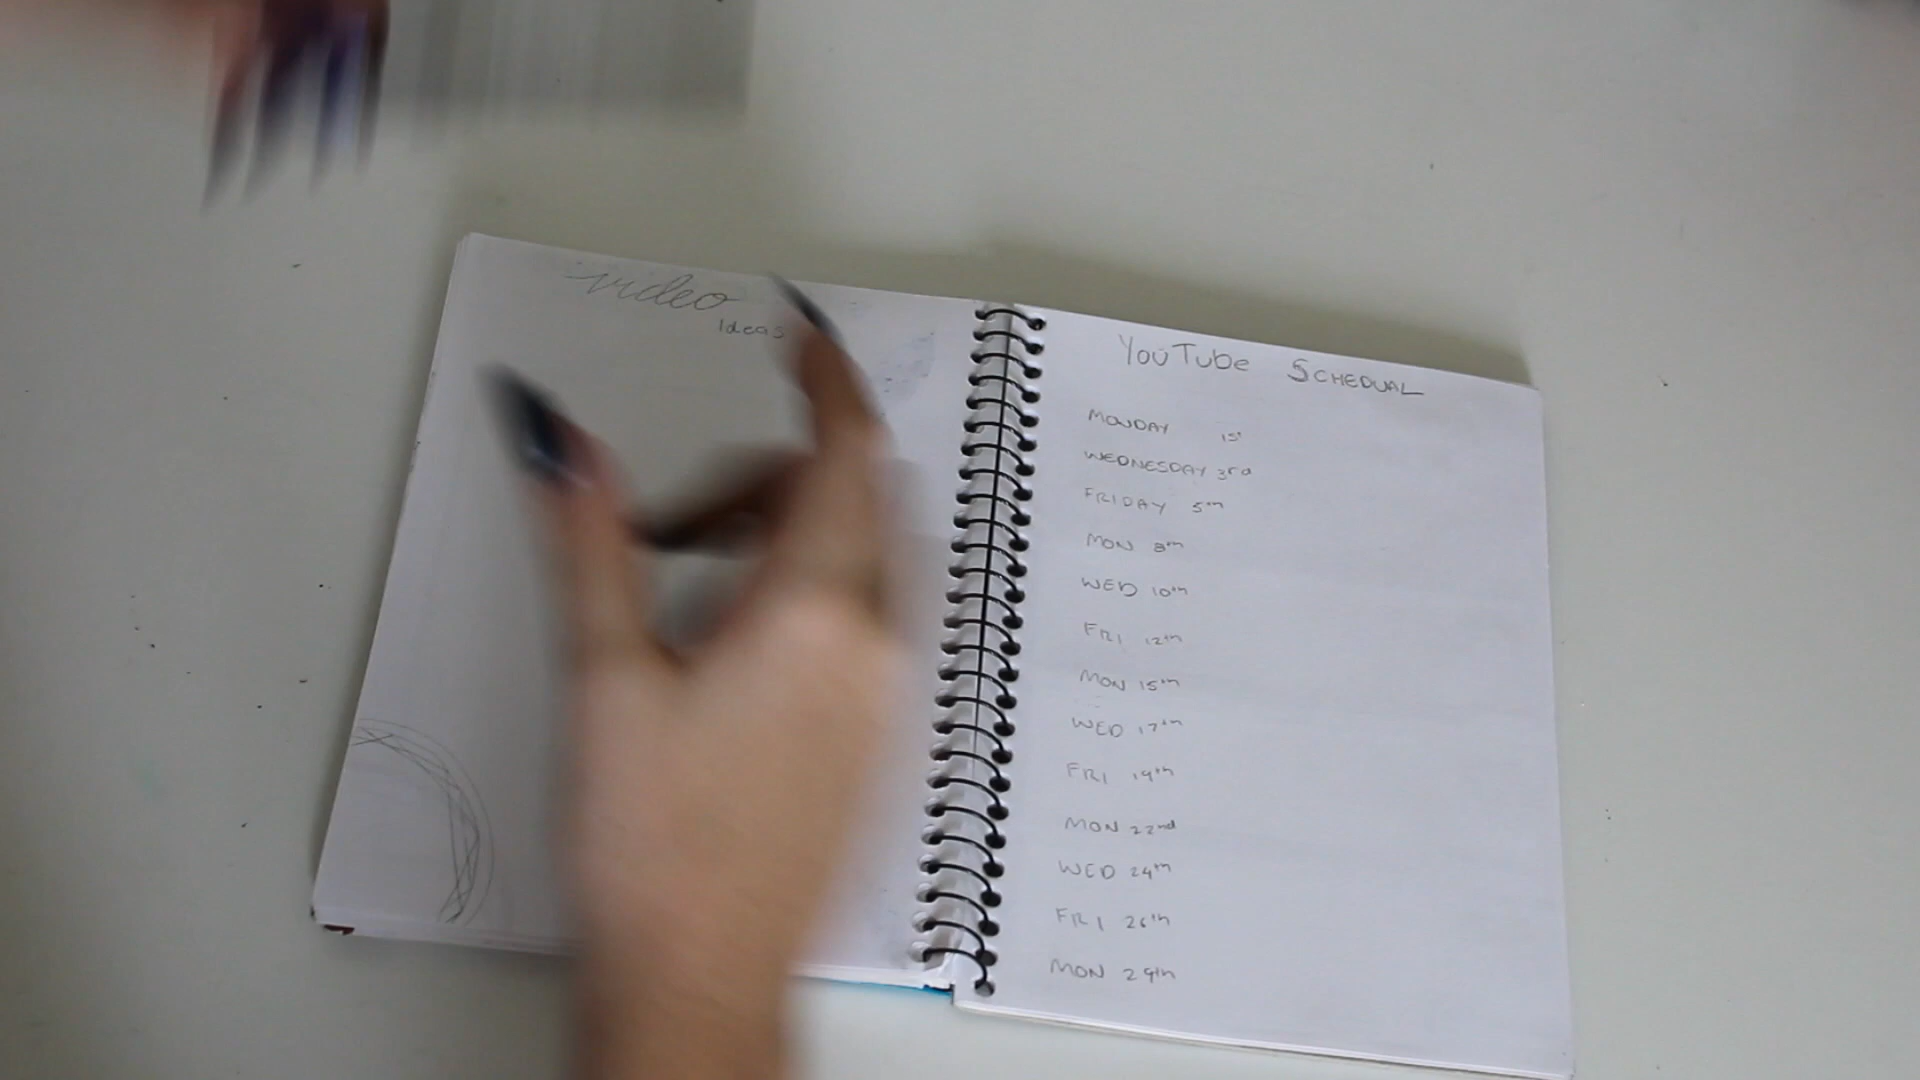 video
Ideas
YouTube SCHEDUAL
MONDAY 1st
WEDNESDAY 3rd
FRIDAY 5th
MON 8th
WED 10th
FRI 12th
MON 15th
WED 17th
FRI 19th
MON 22nd
WED 24th
FRI 26th
MON 29th